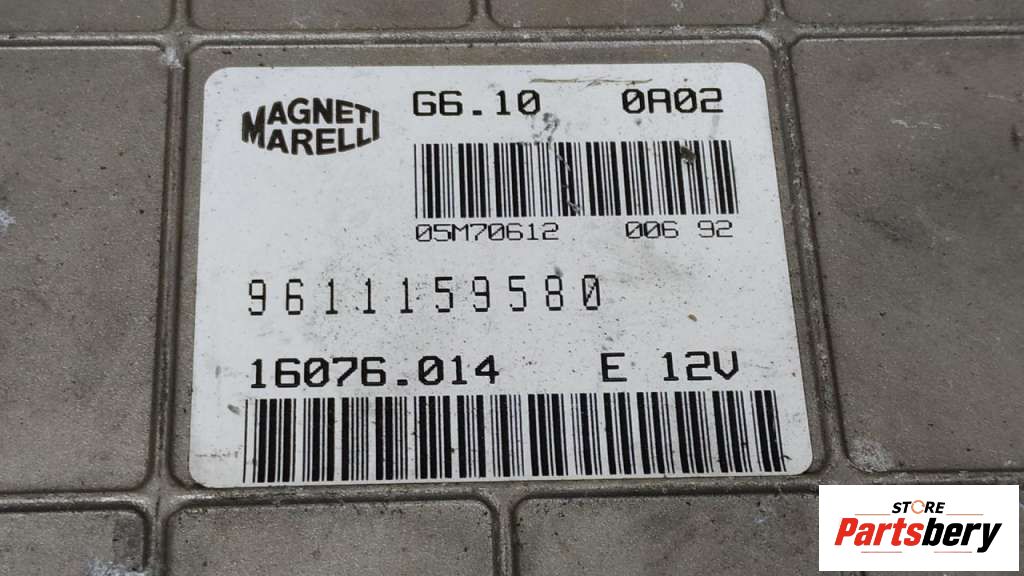 MAGNETI MARELLI
G6.10 0A02
05M70612 006 92
9611159580
16076.014 E 12V
STORE
Partsbery